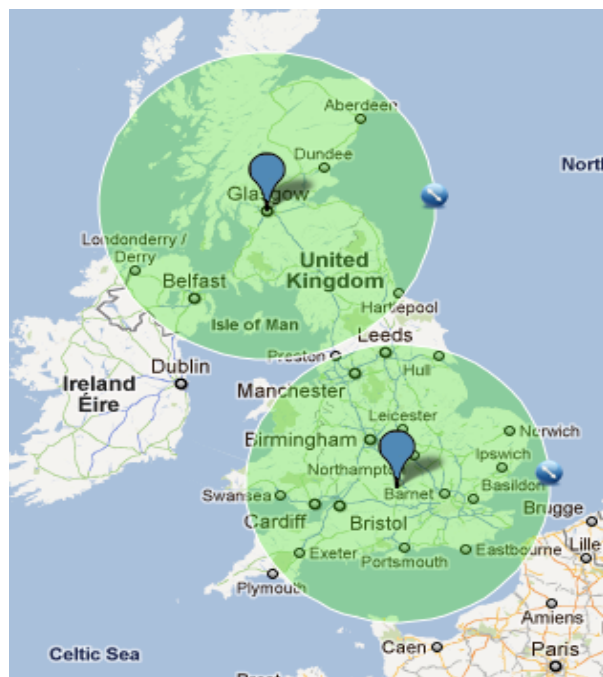 Aberdeen
North
Dundee
Glasgow
Londonderry /
Derry
United
Kingdom
Belfast
Hartlepool
Isle of Man
Leeds
Preston
Dublin
Hull
Ireland
Éire
Manchester
Leicester
Birmingham
Norwich
Northampton
Ipswich
Swansea
Barnet
Basildon
Brugge
Cardiff
Bristol
Exeter
Portsmouth
Eastbourne
Lille
Plymouth
Amiens
Celtic Sea
Caen
Paris
Brest